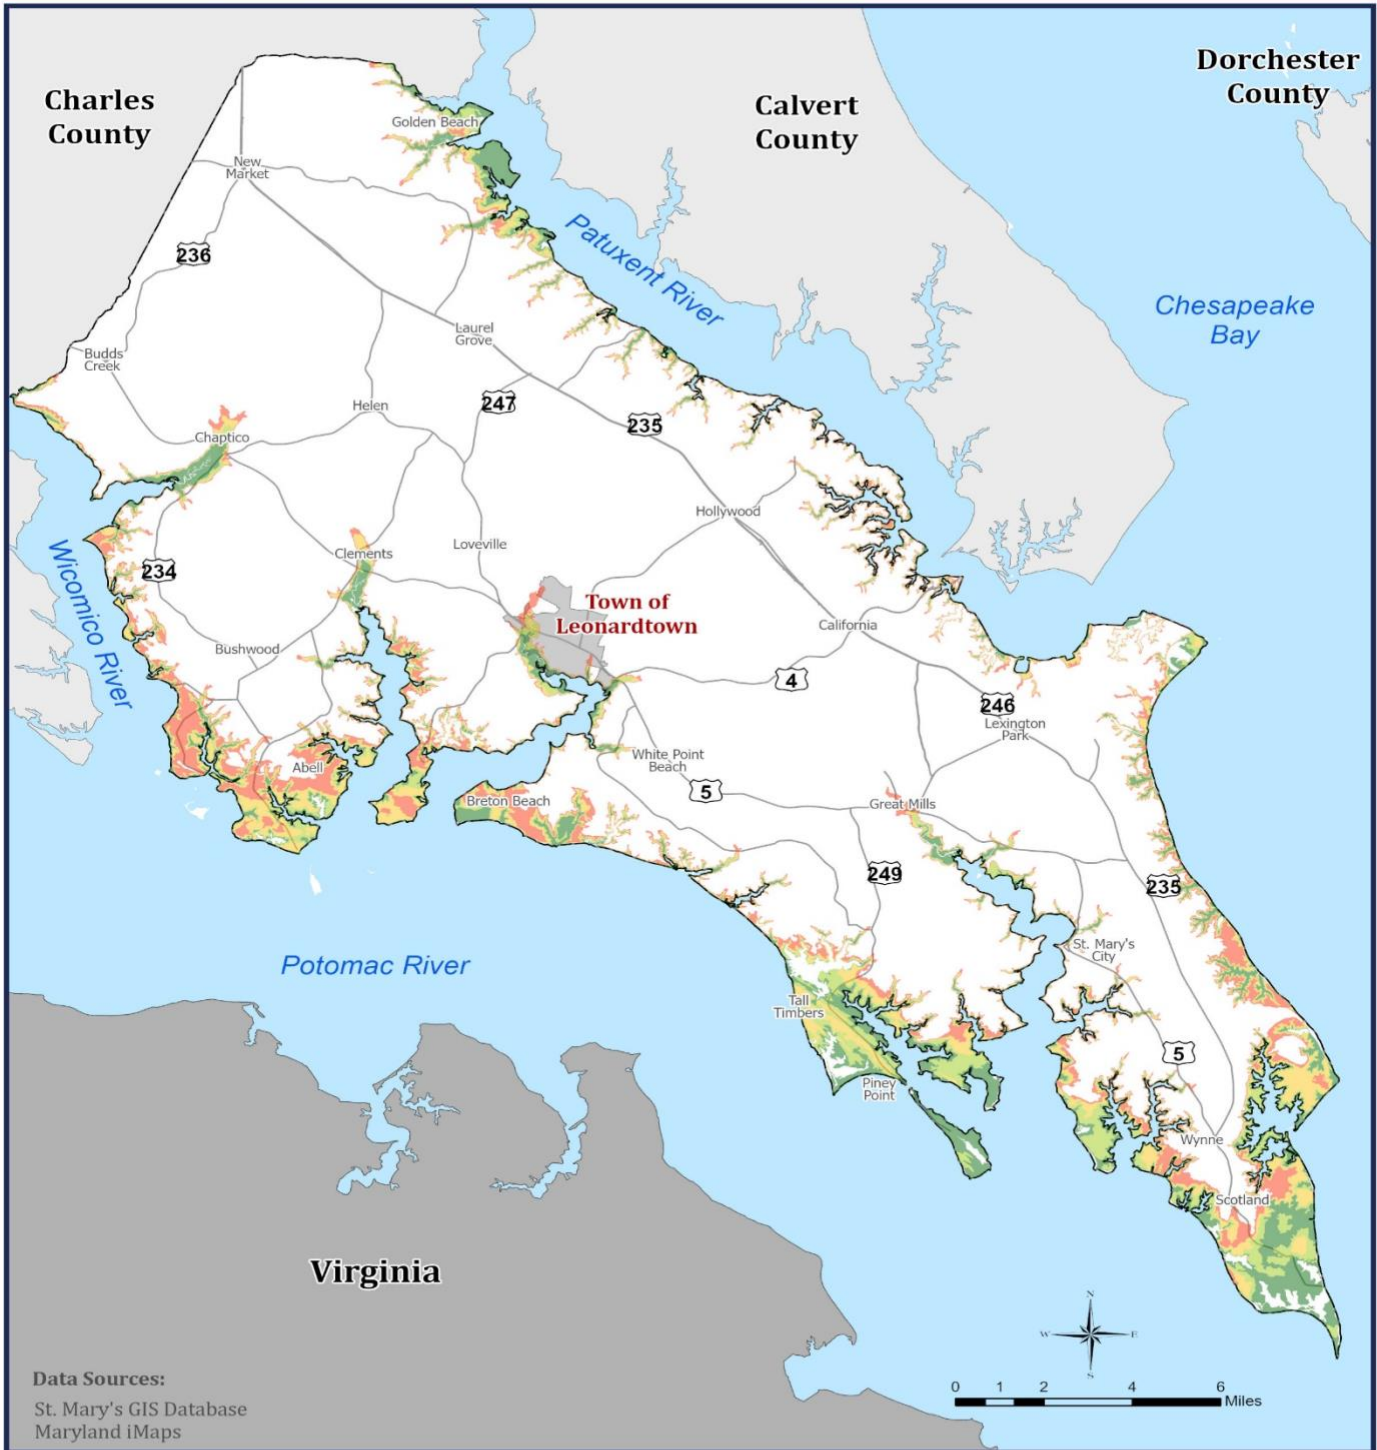 Charles
County
Calvert
County
Dorchester
County
Golden Beach
New
Market
236
Patuxent River
Chesapeake
Bay
Laurel
Grove
Budds
Creek
Helen
247
235
Chaptico
Hollywood
Loveville
Clements
234
Wicomico River
Town of
Leonardtown
California
Bushwood
4
246
Lexington
Park
White Point
Beach
Abell
5
Breton Beach
Great Mills
249
235
St. Mary's
City
Potomac River
Tall
Timbers
5
Piney
Point
Wynne
Scotland
Virginia
N
W
E
S
Data Sources:
St. Mary's GIS Database
Maryland iMaps
0 1 2 4 6
Miles